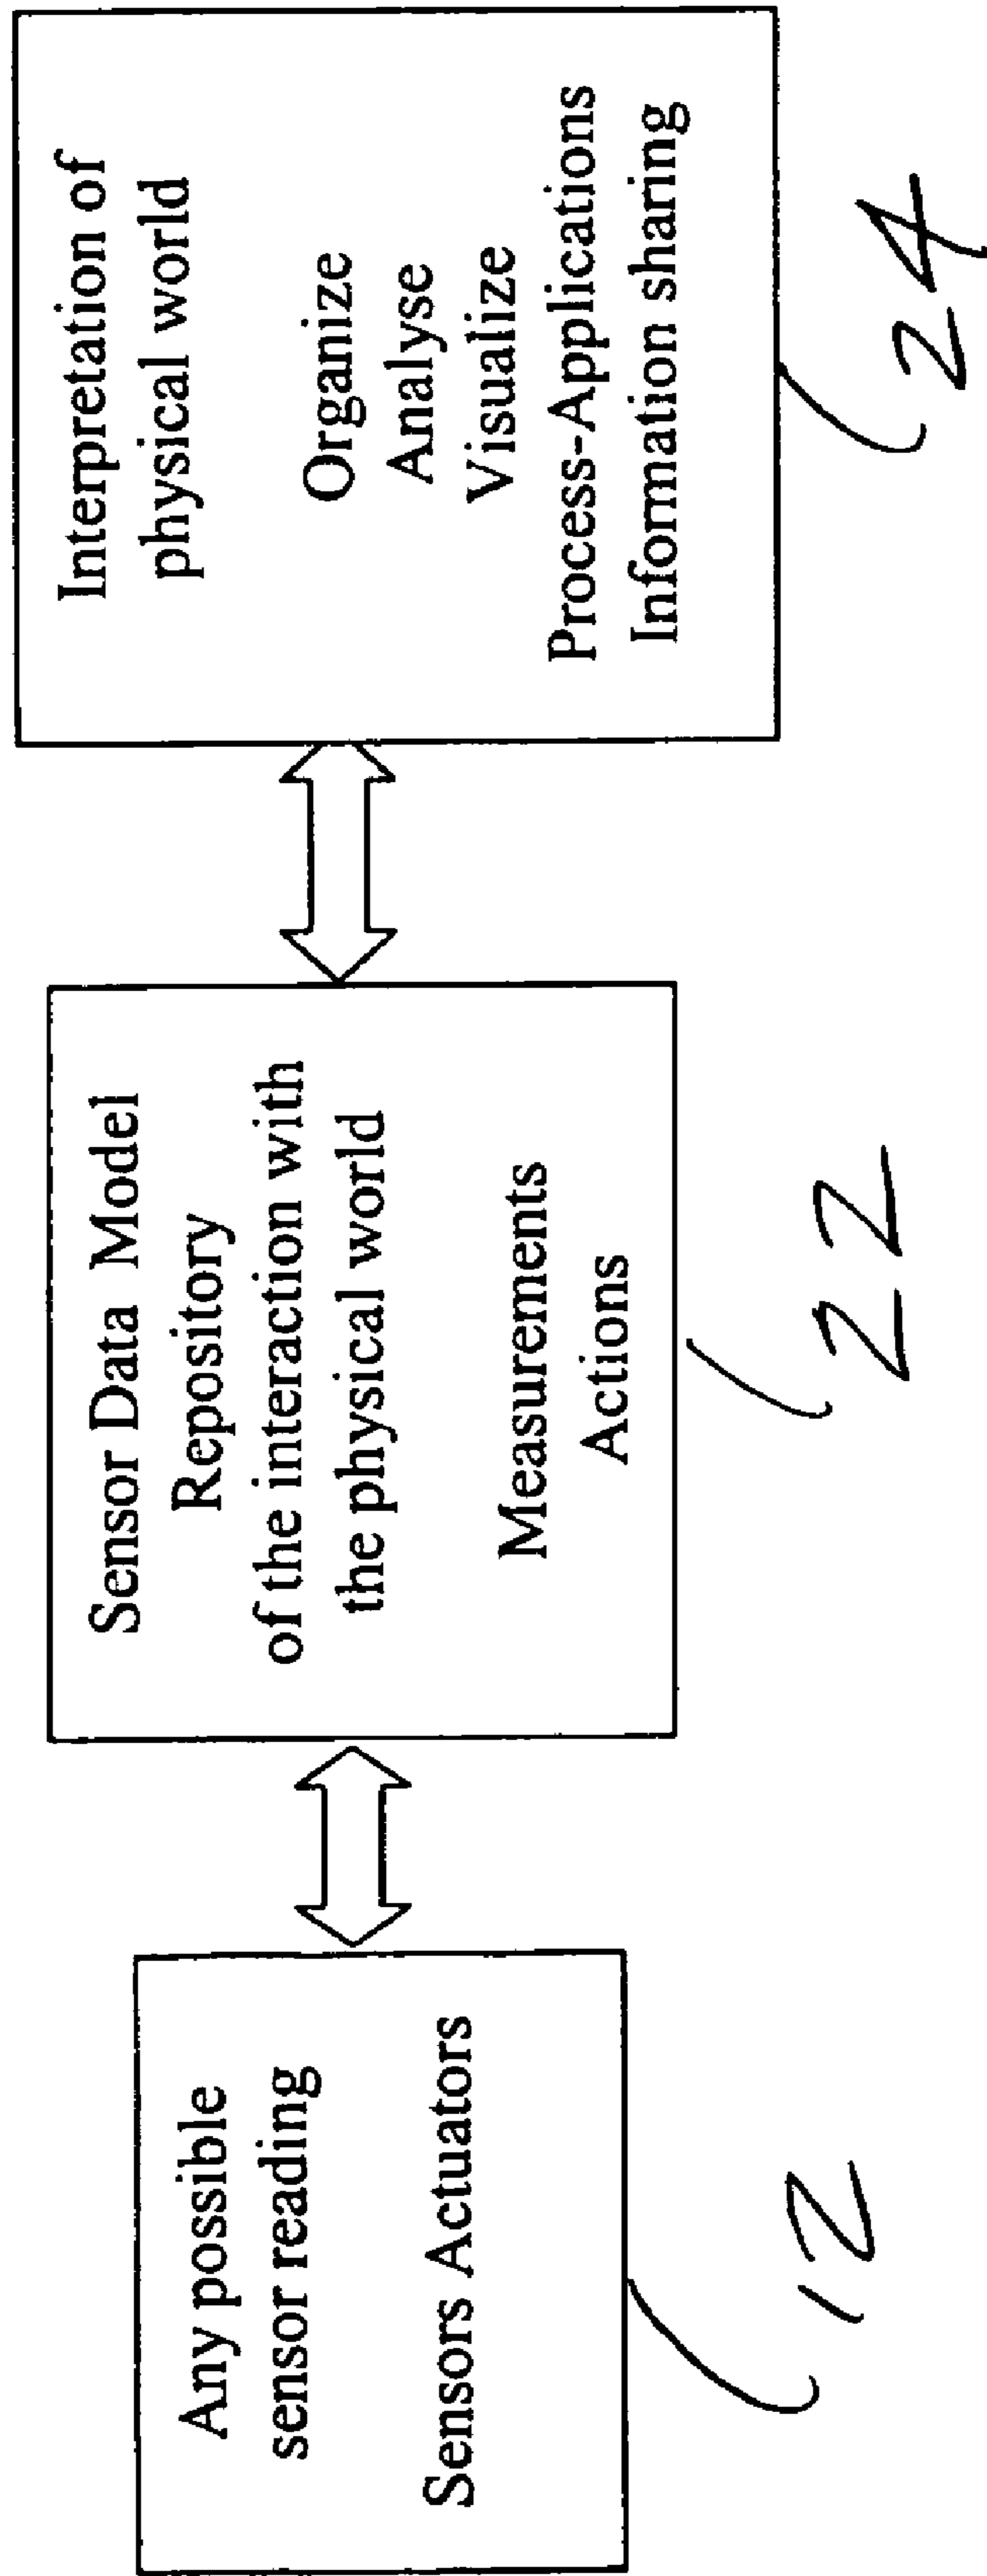 Any possible
sensor reading
Sensors Actuators
12
Sensor Data Model
Repository
of the interaction with
the physical world
Measurements
Actions
22
Interpretation of
physical world
Organize
Analyse
Visualize
Process-Applications
Information sharing
24